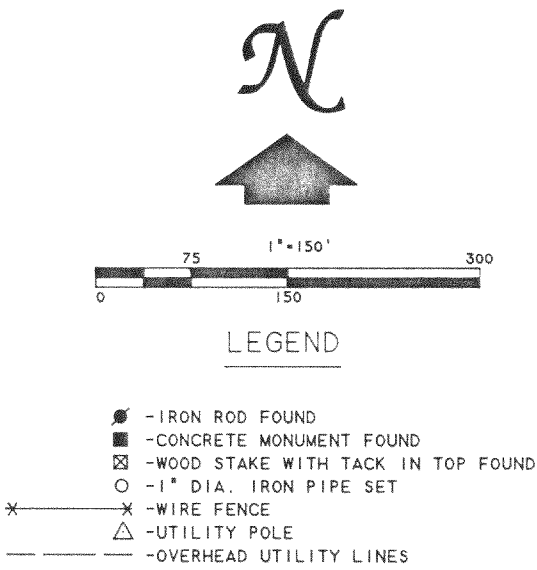 N
1"=150'
75 300
0 150
LEGEND
-IRON ROD FOUND
-CONCRETE MONUMENT FOUND
-WOOD STAKE WITH TACK IN TOP FOUND
-1" DIA. IRON PIPE SET
-WIRE FENCE
-UTILITY POLE
-OVERHEAD UTILITY LINES